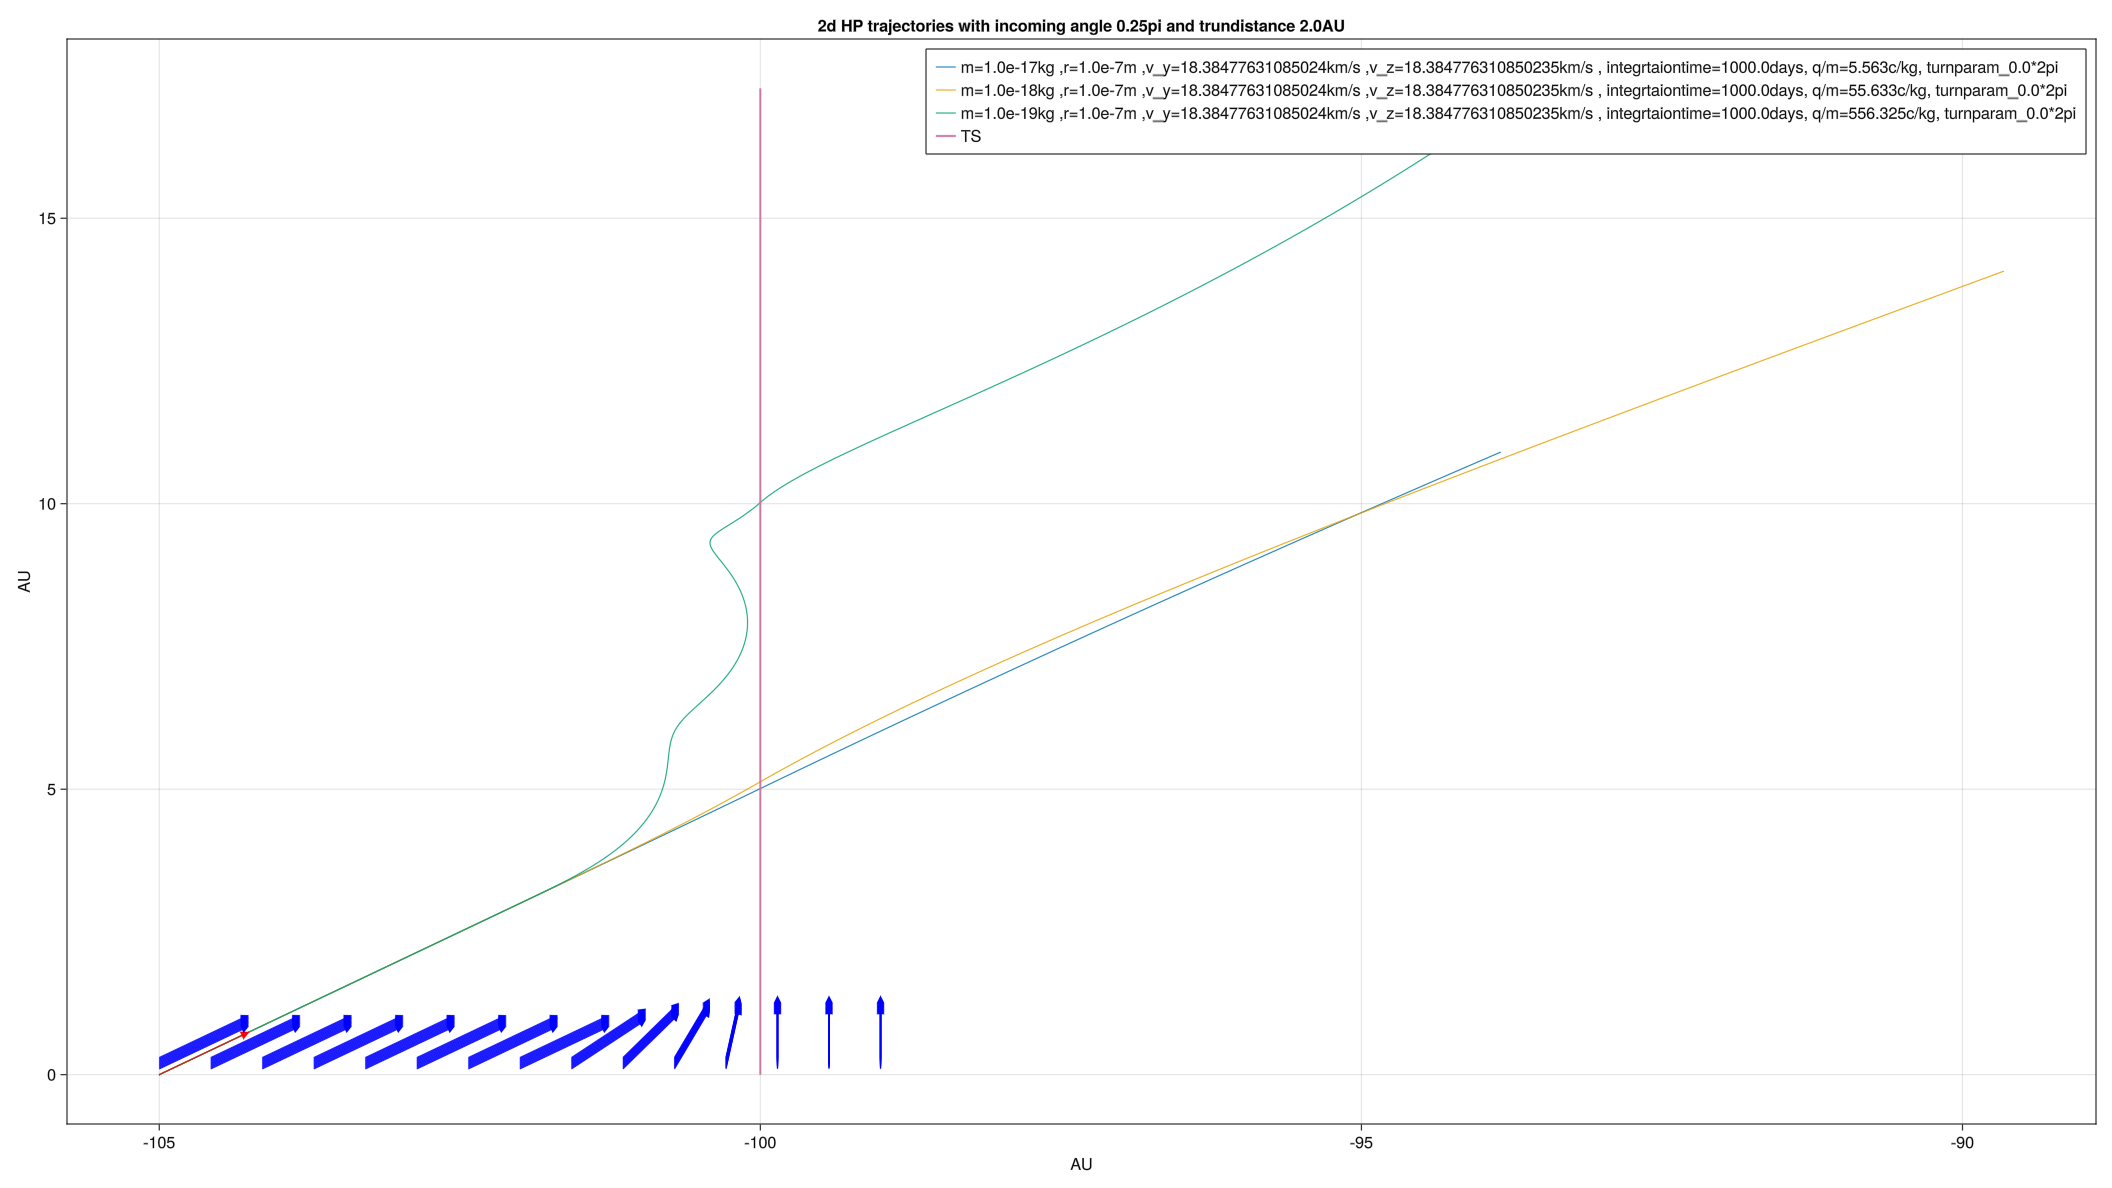 2d HP trajectories with incoming angle 0.25pi and trundistance 2.0AU
m=1.0e-17kg ,r=1.0e-7m ,v_y=18.38477631085024km/s ,v_z=18.384776310850235km/s , integrtaiontime=1000.0days, q/m=5.563c/kg, turnparam_0.0*2pi
m=1.0e-18kg ,r=1.0e-7m ,v_y=18.38477631085024km/s ,v_z=18.384776310850235km/s , integrtaiontime=1000.0days, q/m=55.633c/kg, turnparam_0.0*2pi
m=1.0e-19kg ,r=1.0e-7m ,v_y=18.38477631085024km/s ,v_z=18.384776310850235km/s , integrtaiontime=1000.0days, q/m=556.325c/kg, turnparam_0.0*2pi
TS
15
10
AU
5
0
-105 -100 -95 -90
AU